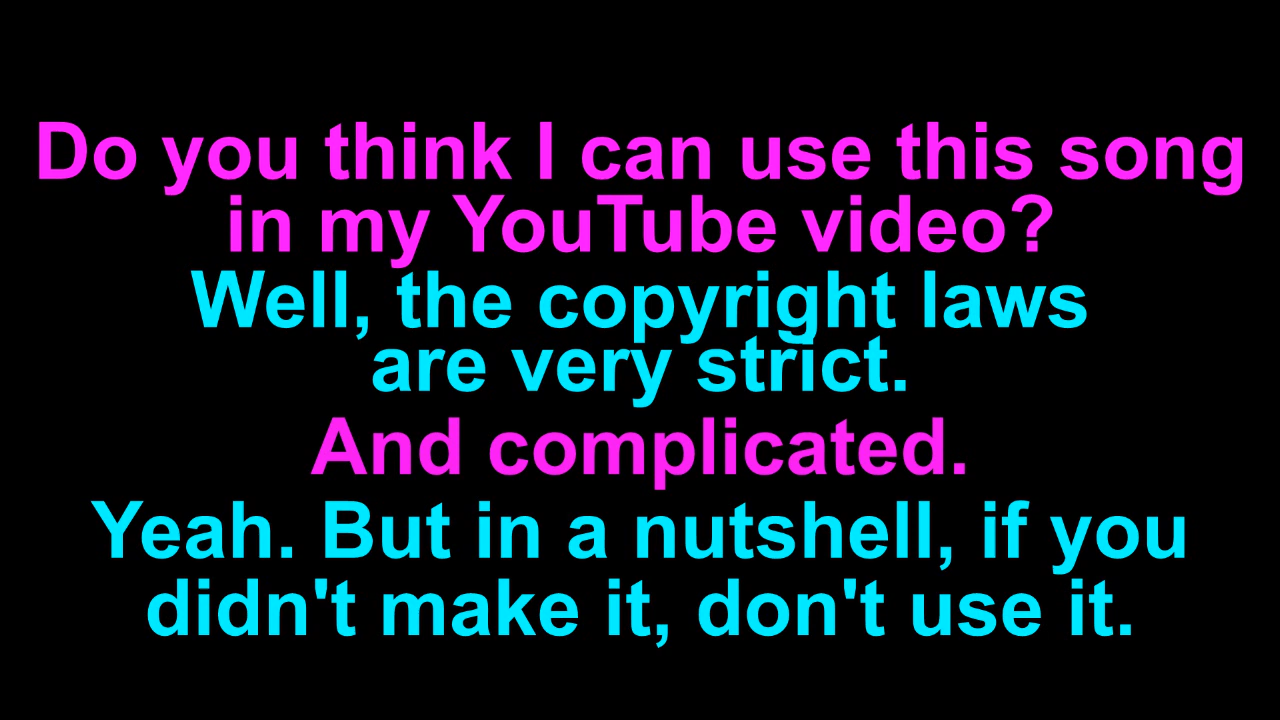 Do you think I can use this song
in my YouTube video?
Well, the copyright laws
are very strict.
And complicated.
Yeah. But in a nutshell, if you
didn't make it, don't use it.